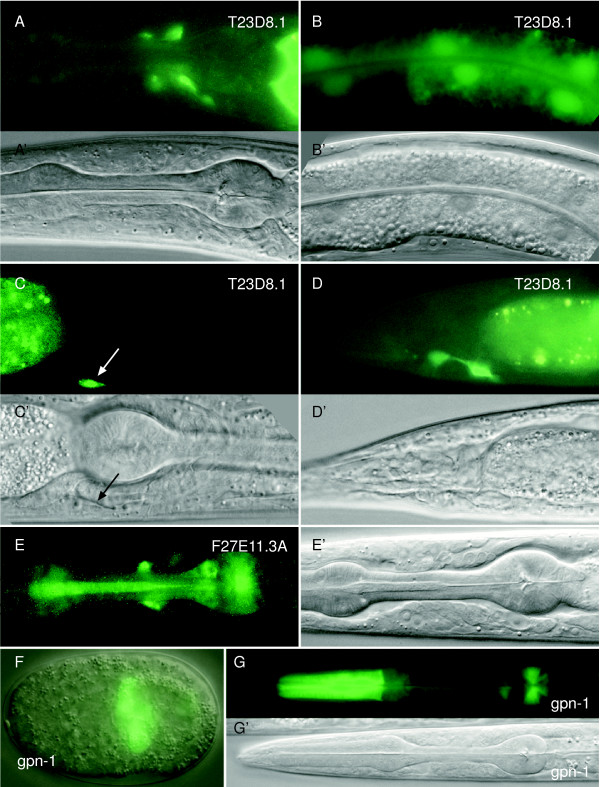 A T23D8.1
B T23D8.1
A'
B'
C T23D8.1
D T23D8.1
C'
D'
E F27E11.3A
E'
F
gpn-1
G
gpn-1
G'
gpn-1